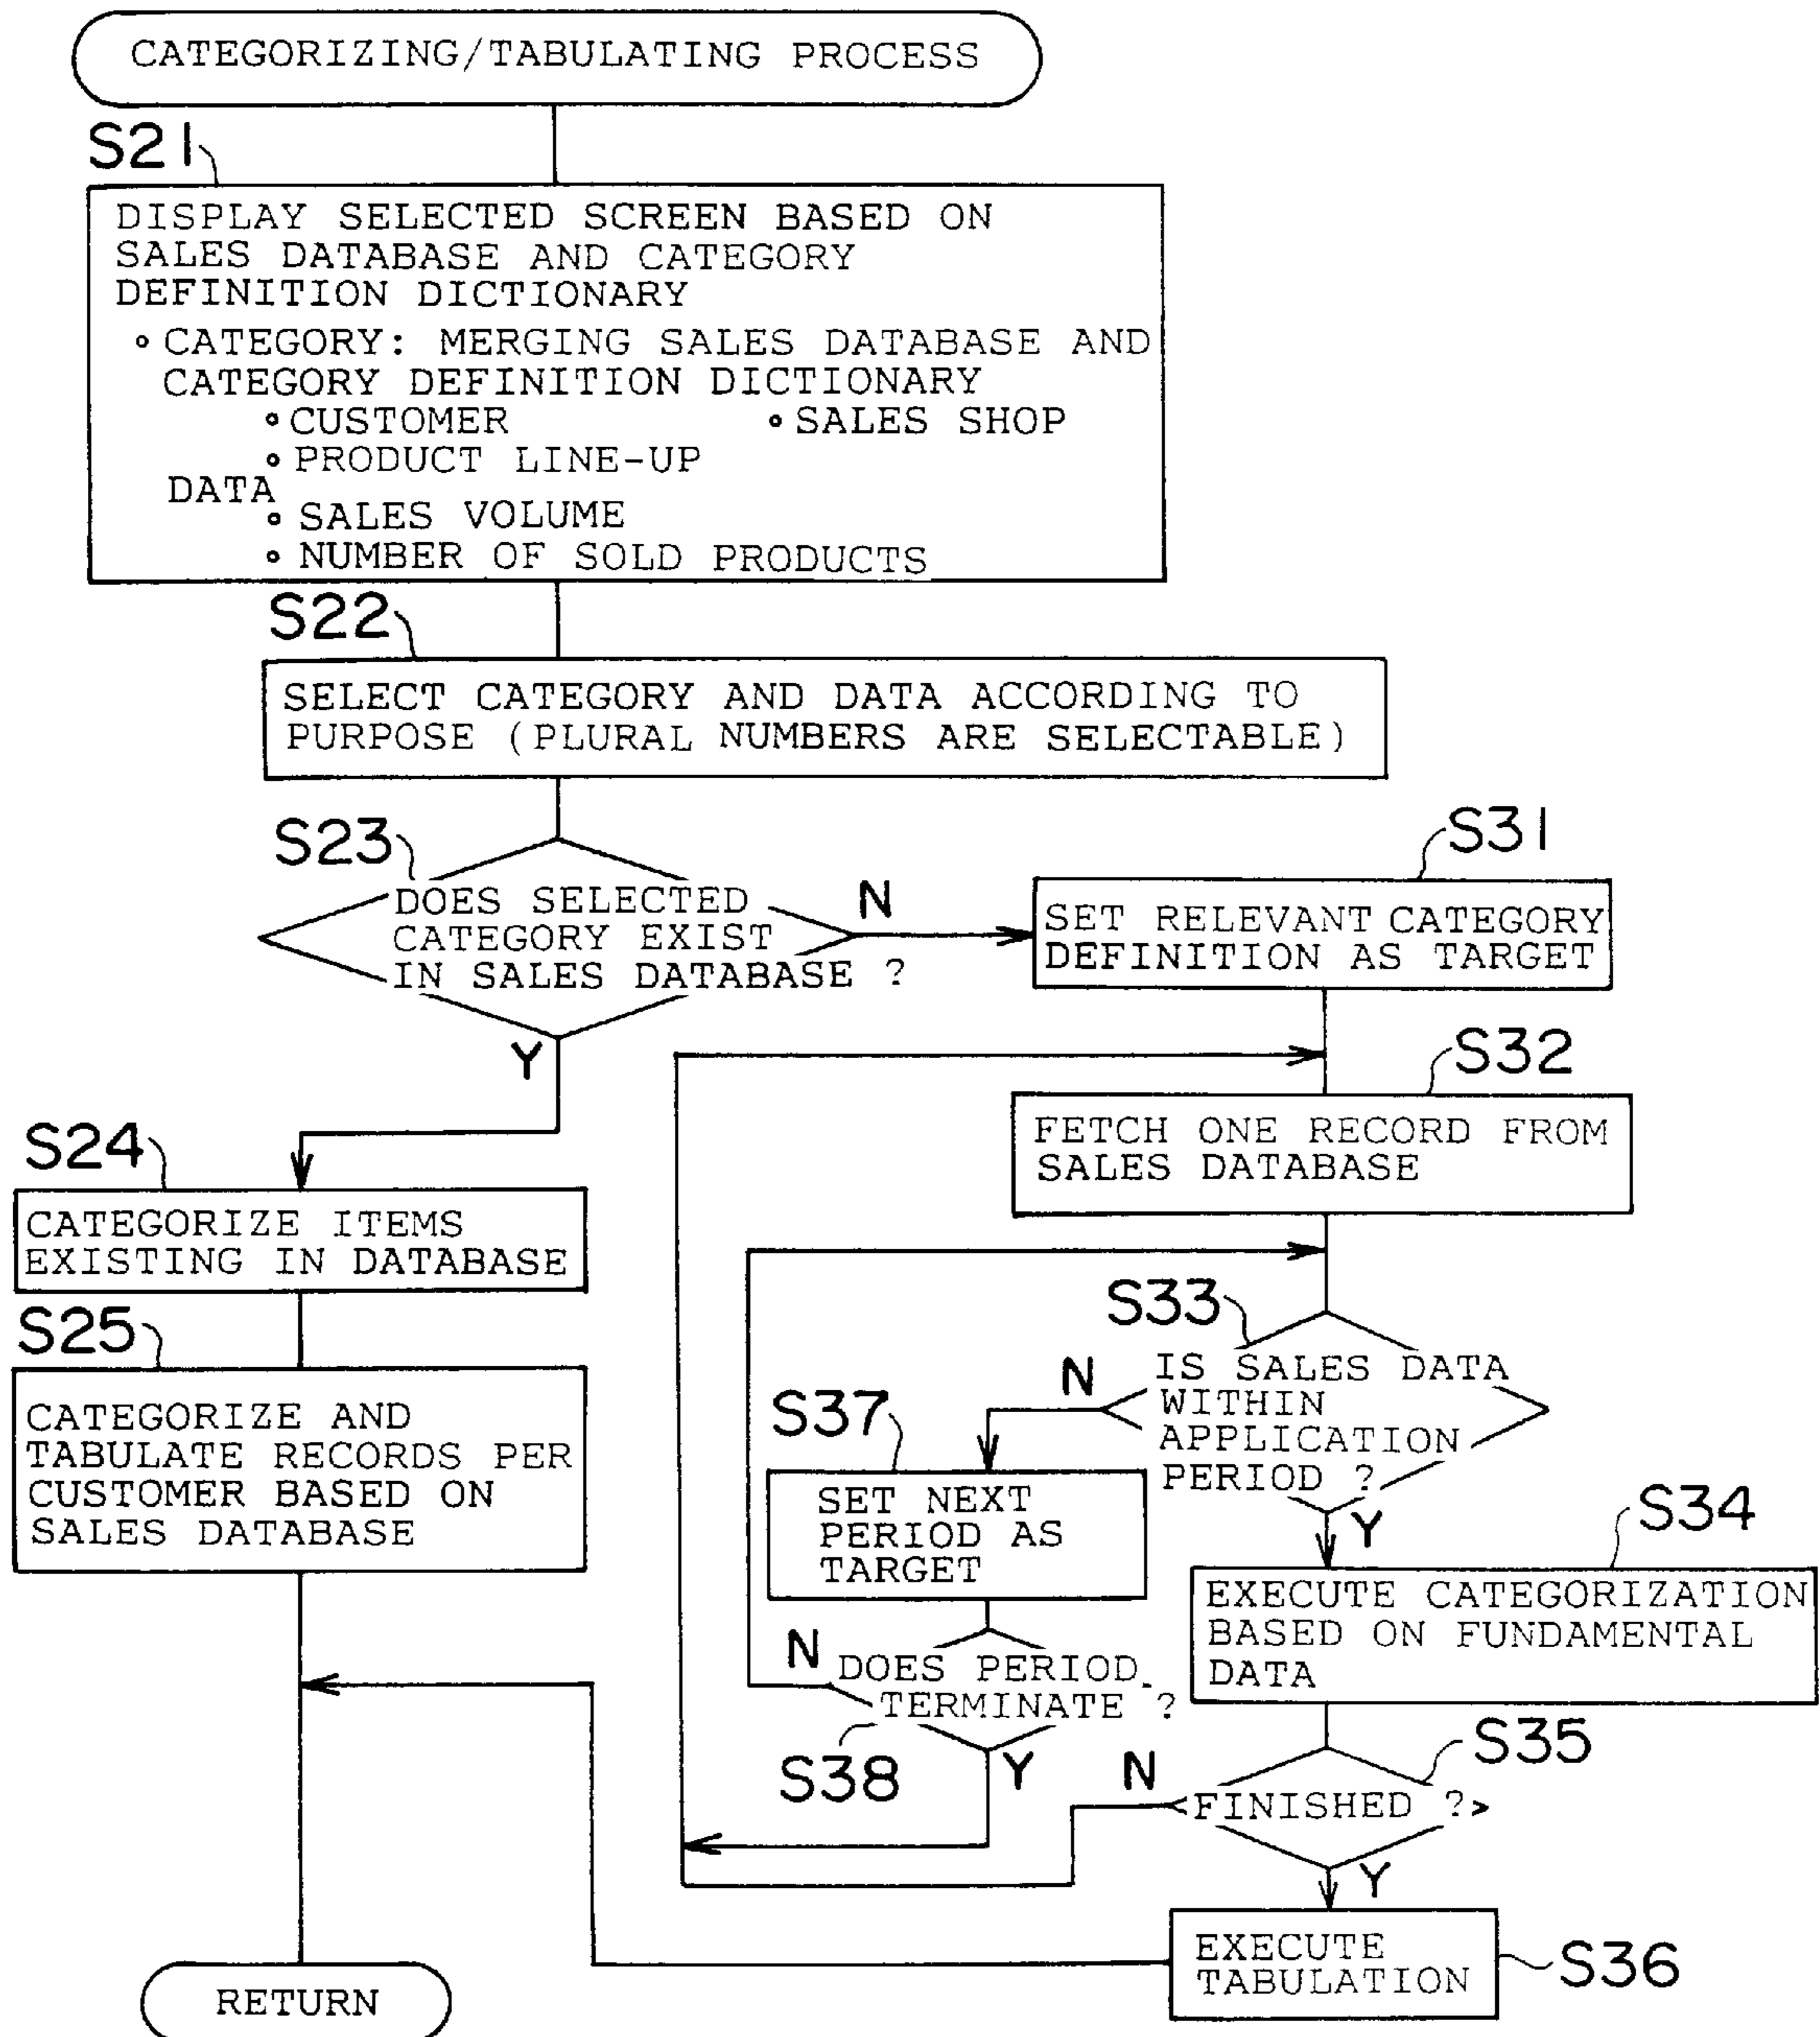 CATEGORIZING/TABULATING PROCESS
S21
DISPLAY SELECTED SCREEN BASED ON
SALES DATABASE AND CATEGORY
DEFINITION DICTIONARY
∘ CATEGORY: MERGING SALES DATABASE AND
CATEGORY DEFINITION DICTIONARY
∘ CUSTOMER ∘ SALES SHOP
∘ PRODUCT LINE-UP
DATA
∘ SALES VOLUME
∘ NUMBER OF SOLD PRODUCTS
S22
SELECT CATEGORY AND DATA ACCORDING TO
PURPOSE (PLURAL NUMBERS ARE SELECTABLE)
S23
DOES SELECTED
CATEGORY EXIST
IN SALES DATABASE ?
N
Y
S24
CATEGORIZE ITEMS
EXISTING IN DATABASE
S25
CATEGORIZE AND
TABULATE RECORDS PER
CUSTOMER BASED ON
SALES DATABASE
RETURN
S31
SET RELEVANT CATEGORY
DEFINITION AS TARGET
S32
FETCH ONE RECORD FROM
SALES DATABASE
S33
IS SALES DATA
WITHIN
APPLICATION
PERIOD ?
N
Y
S37
SET NEXT
PERIOD AS
TARGET
N
DOES PERIOD
TERMINATE ?
S38
Y
S34
EXECUTE CATEGORIZATION
BASED ON FUNDAMENTAL
DATA
S35
N
FINISHED ?
Y
EXECUTE
TABULATION
S36